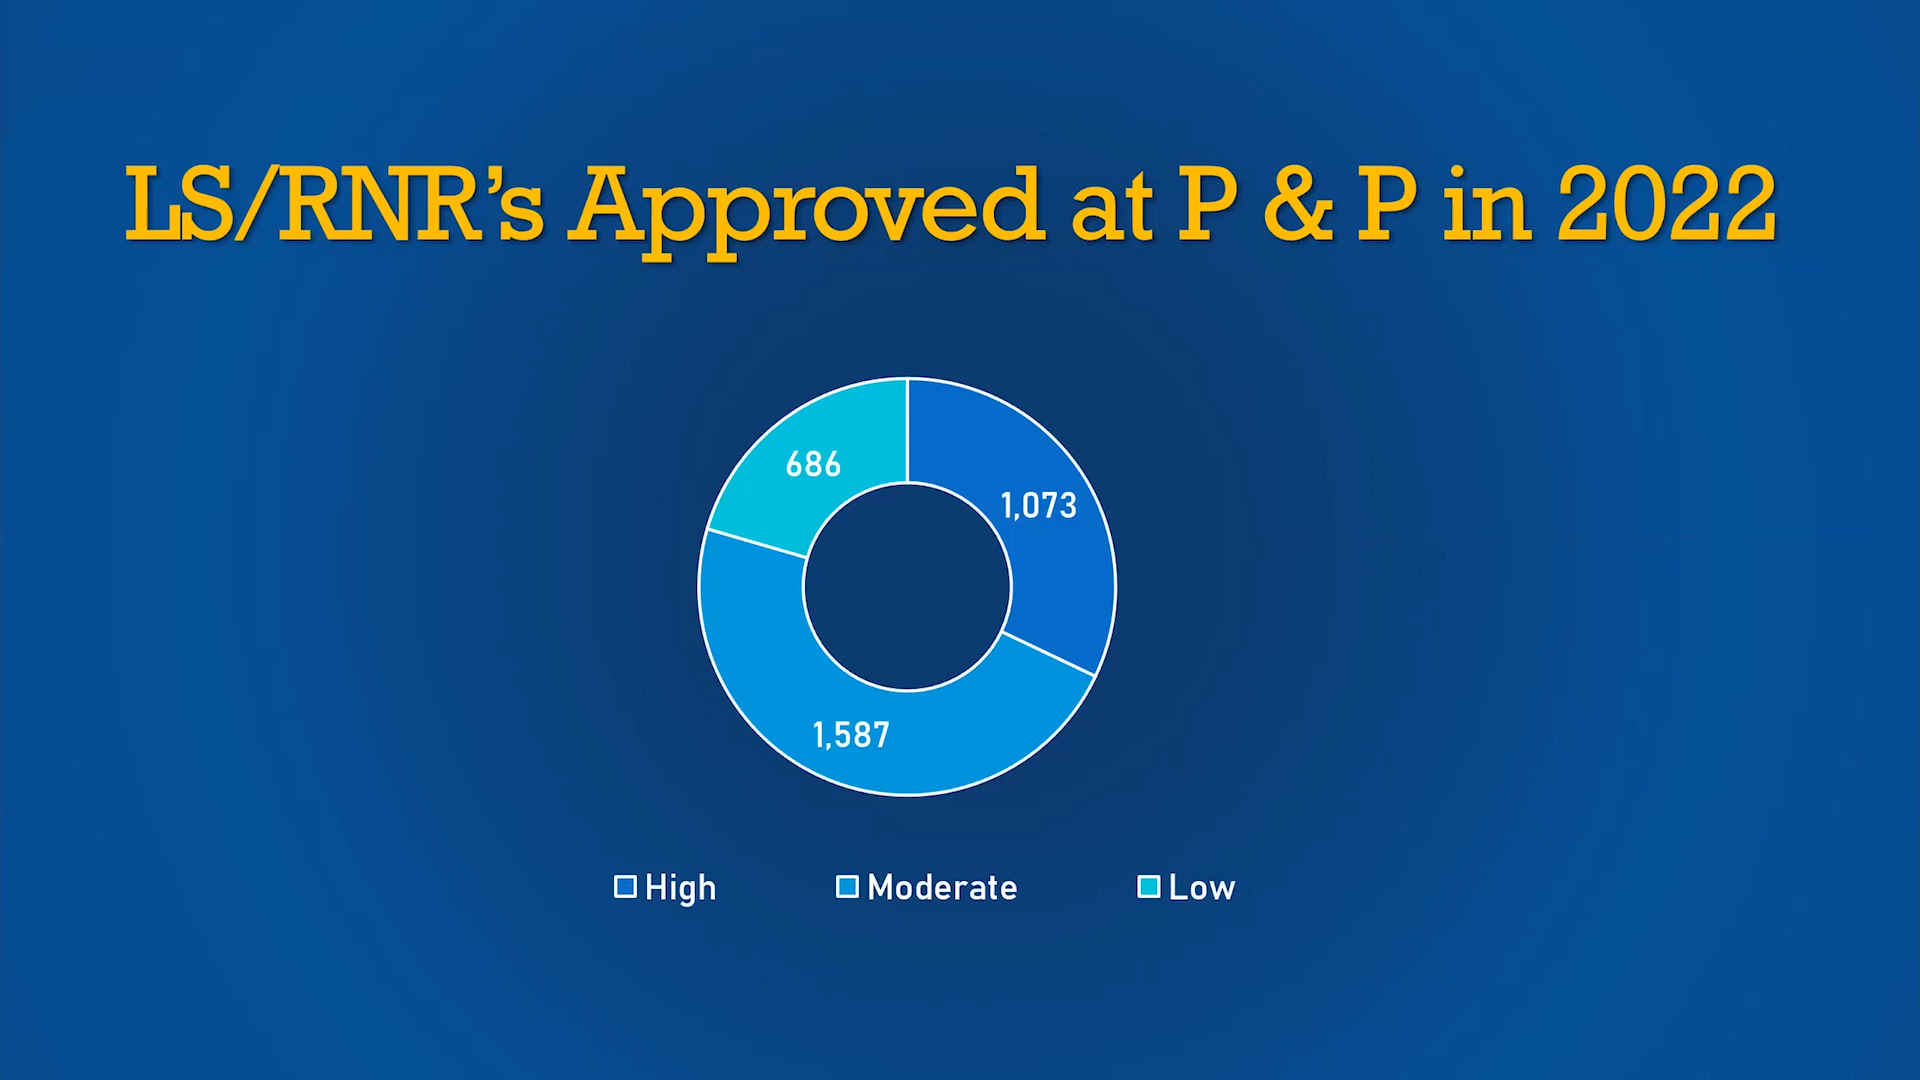 LS/RNR’s Approved at P & P in 2022
686
1,073
1,587
High
Moderate
Low